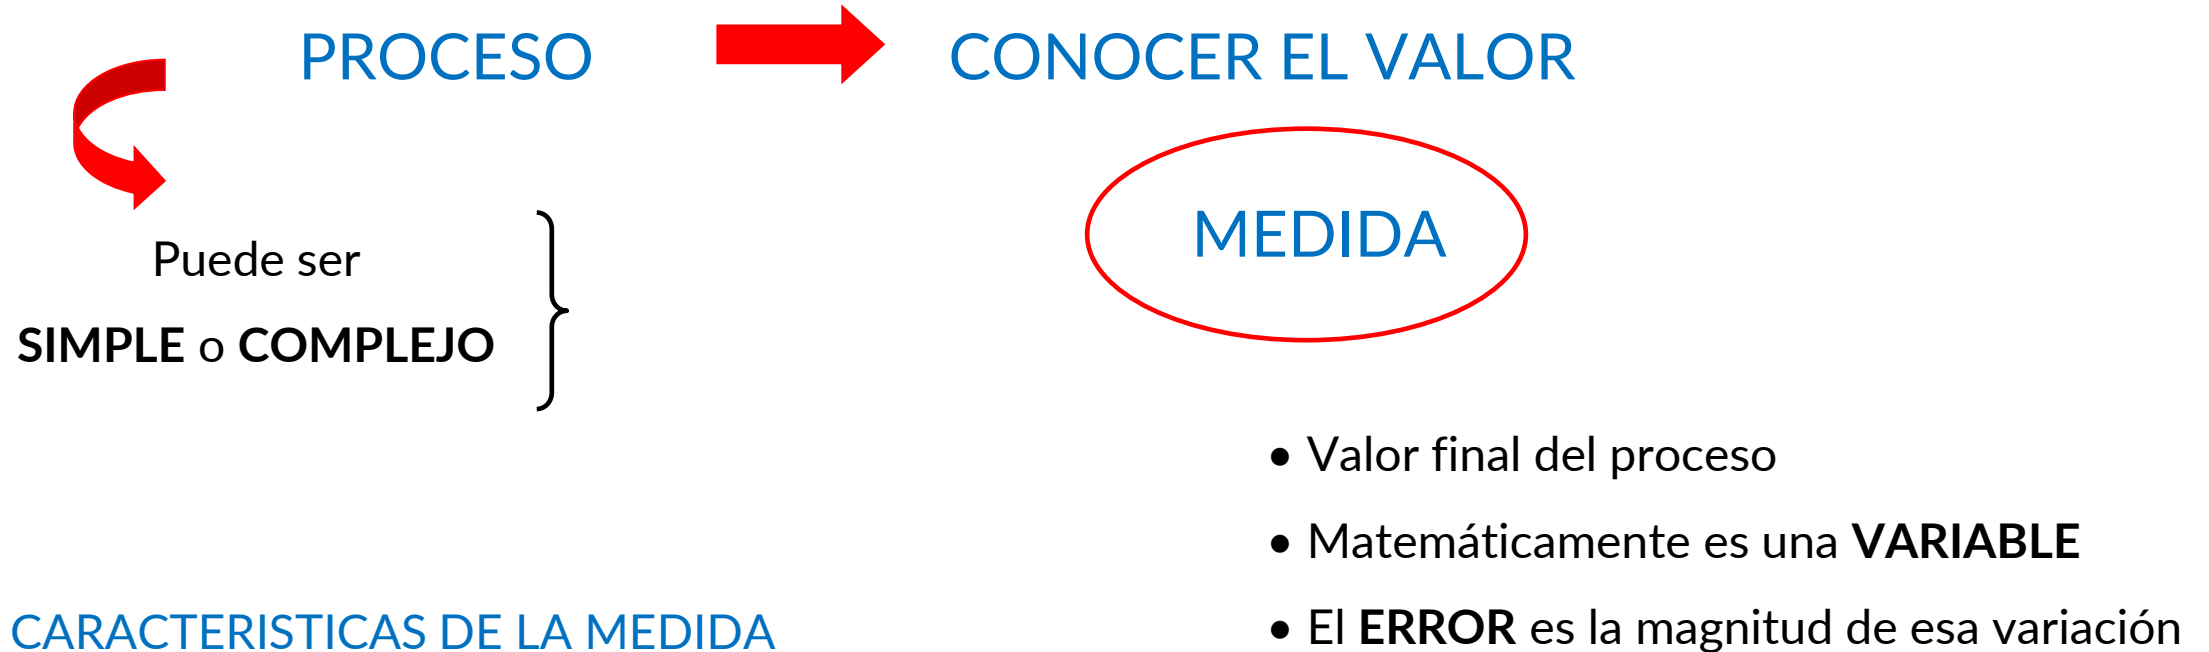 PROCESO
CONOCER EL VALOR
MEDIDA
Puede ser
SIMPLE o COMPLEJO
• Valor final del proceso
• Matemáticamente es una VARIABLE
• El ERROR es la magnitud de esa variación
CARACTERISTICAS DE LA MEDIDA